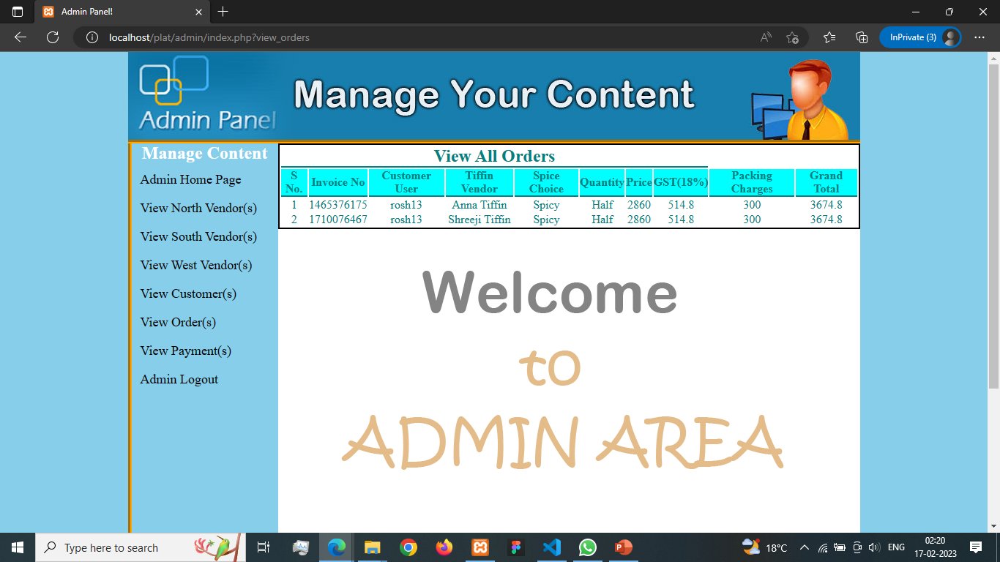 Admin Panel!
localhost/plat/admin/index.php?view_orders
InPrivate (3)
Admin Panel
Manage Your Content
Manage Content
Admin Home Page
View North Vendor(s)
View South Vendor(s)
View West Vendor(s)
View Customer(s)
View Order(s)
View Payment(s)
Admin Logout
View All Orders
S No. Invoice No Customer User Tiffin Vendor Spice Choice Quantity Price GST(18%) Packing Charges Grand Total
1 1465376175 rosh13 Anna Tiffin Spicy Half 2860 514.8 300 3674.8
2 1710076467 rosh13 Shreeji Tiffin Spicy Half 2860 514.8 300 3674.8
Welcome
to
ADMIN AREA
Type here to search
18°C
ENG
02:20
17-02-2023